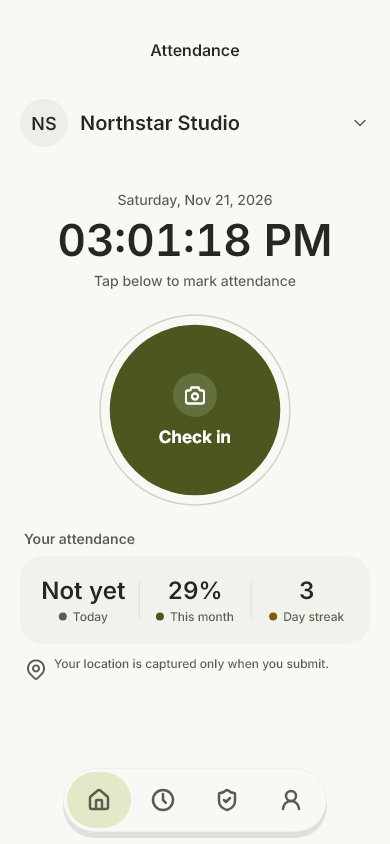 Attendance
NS
Northstar Studio
Saturday, Nov 21, 2026
03:01:18 PM
Tap below to mark attendance
Check in
Your attendance
Not yet
29%
3
Today
This month
Day streak
Your location is captured only when you submit.